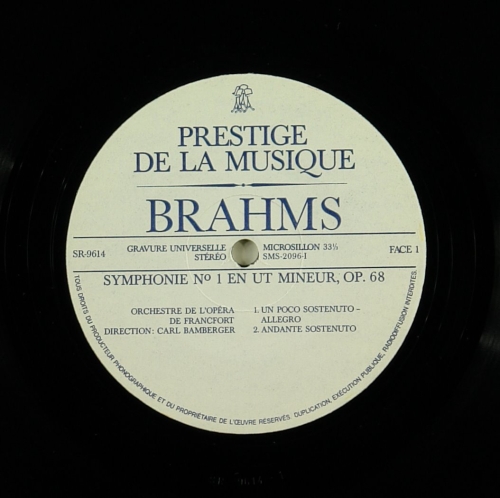 PRESTIGE
DE LA MUSIQUE
BRAHMS
SR-9614
GRAVURE UNIVERSELLE
STÉRÉO
MICROSILLON 33⅓
SMS-2096-I
FACE 1
SYMPHONIE Nº 1 EN UT MINEUR, OP. 68
ORCHESTRE DE L'OPÉRA
DE FRANCFORT
DIRECTION: CARL BAMBERGER
1. UN POCO SOSTENUTO –
ALLEGRO
2. ANDANTE SOSTENUTO
TOUS DROITS DU PRODUCTEUR PHONOGRAPHIQUE ET DU PROPRIÉTAIRE DE L'ŒUVRE RÉSERVÉS. DUPLICATION, EXÉCUTION PUBLIQUE, RADIODIFFUSION INTERDITES.